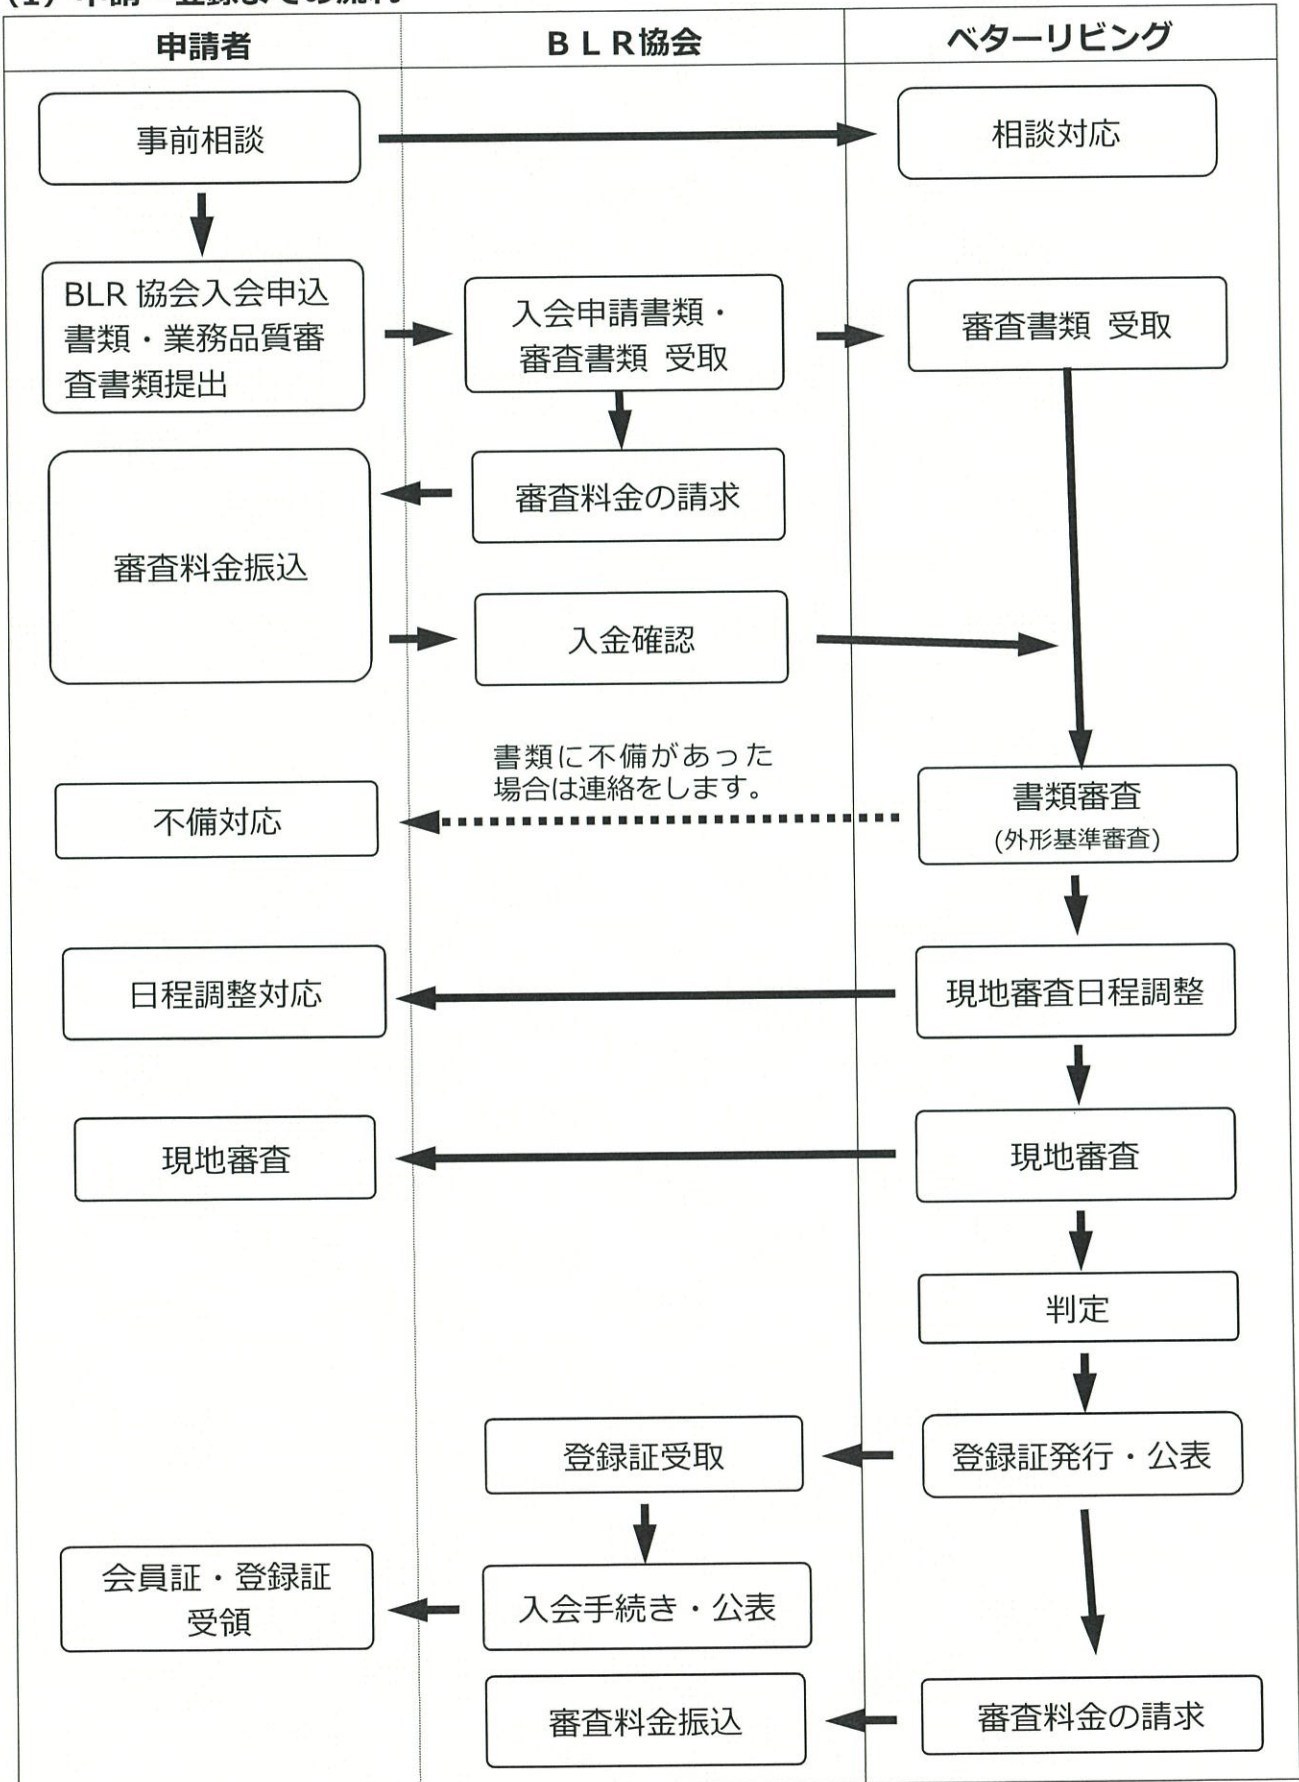 申請者
ＢＬＲ協会
ベターリビング
事前相談
相談対応
BLR 協会入会申込
書類・業務品質審
査書類提出
入会申請書類・
審査書類 受取
審査書類 受取
審査料金の請求
審査料金振込
入金確認
書類に不備があった
場合は連絡をします。
不備対応
書類審査
(外形基準審査)
日程調整対応
現地審査日程調整
現地審査
現地審査
判定
登録証受取
登録証発行・公表
会員証・登録証
受領
入会手続き・公表
審査料金振込
審査料金の請求